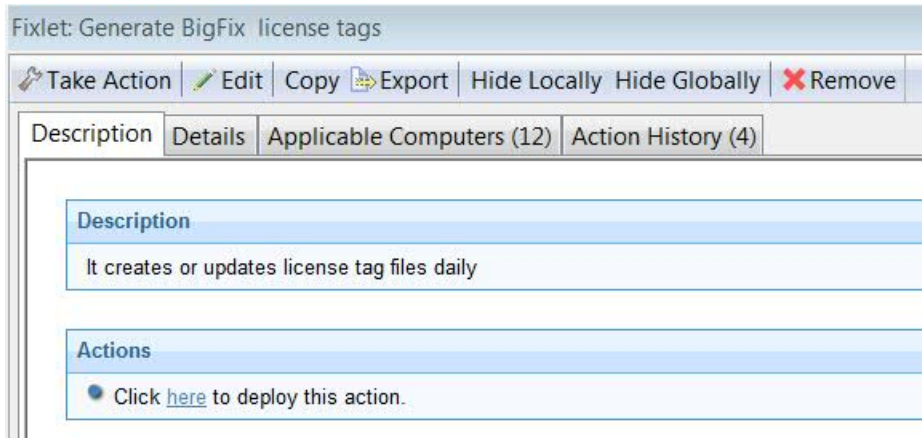 Fixlet: Generate BigFix license tags
Take Action Edit Copy Export Hide Locally Hide Globally Remove
Description Details Applicable Computers (12) Action History (4)
Description
It creates or updates license tag files daily
Actions
Click here to deploy this action.